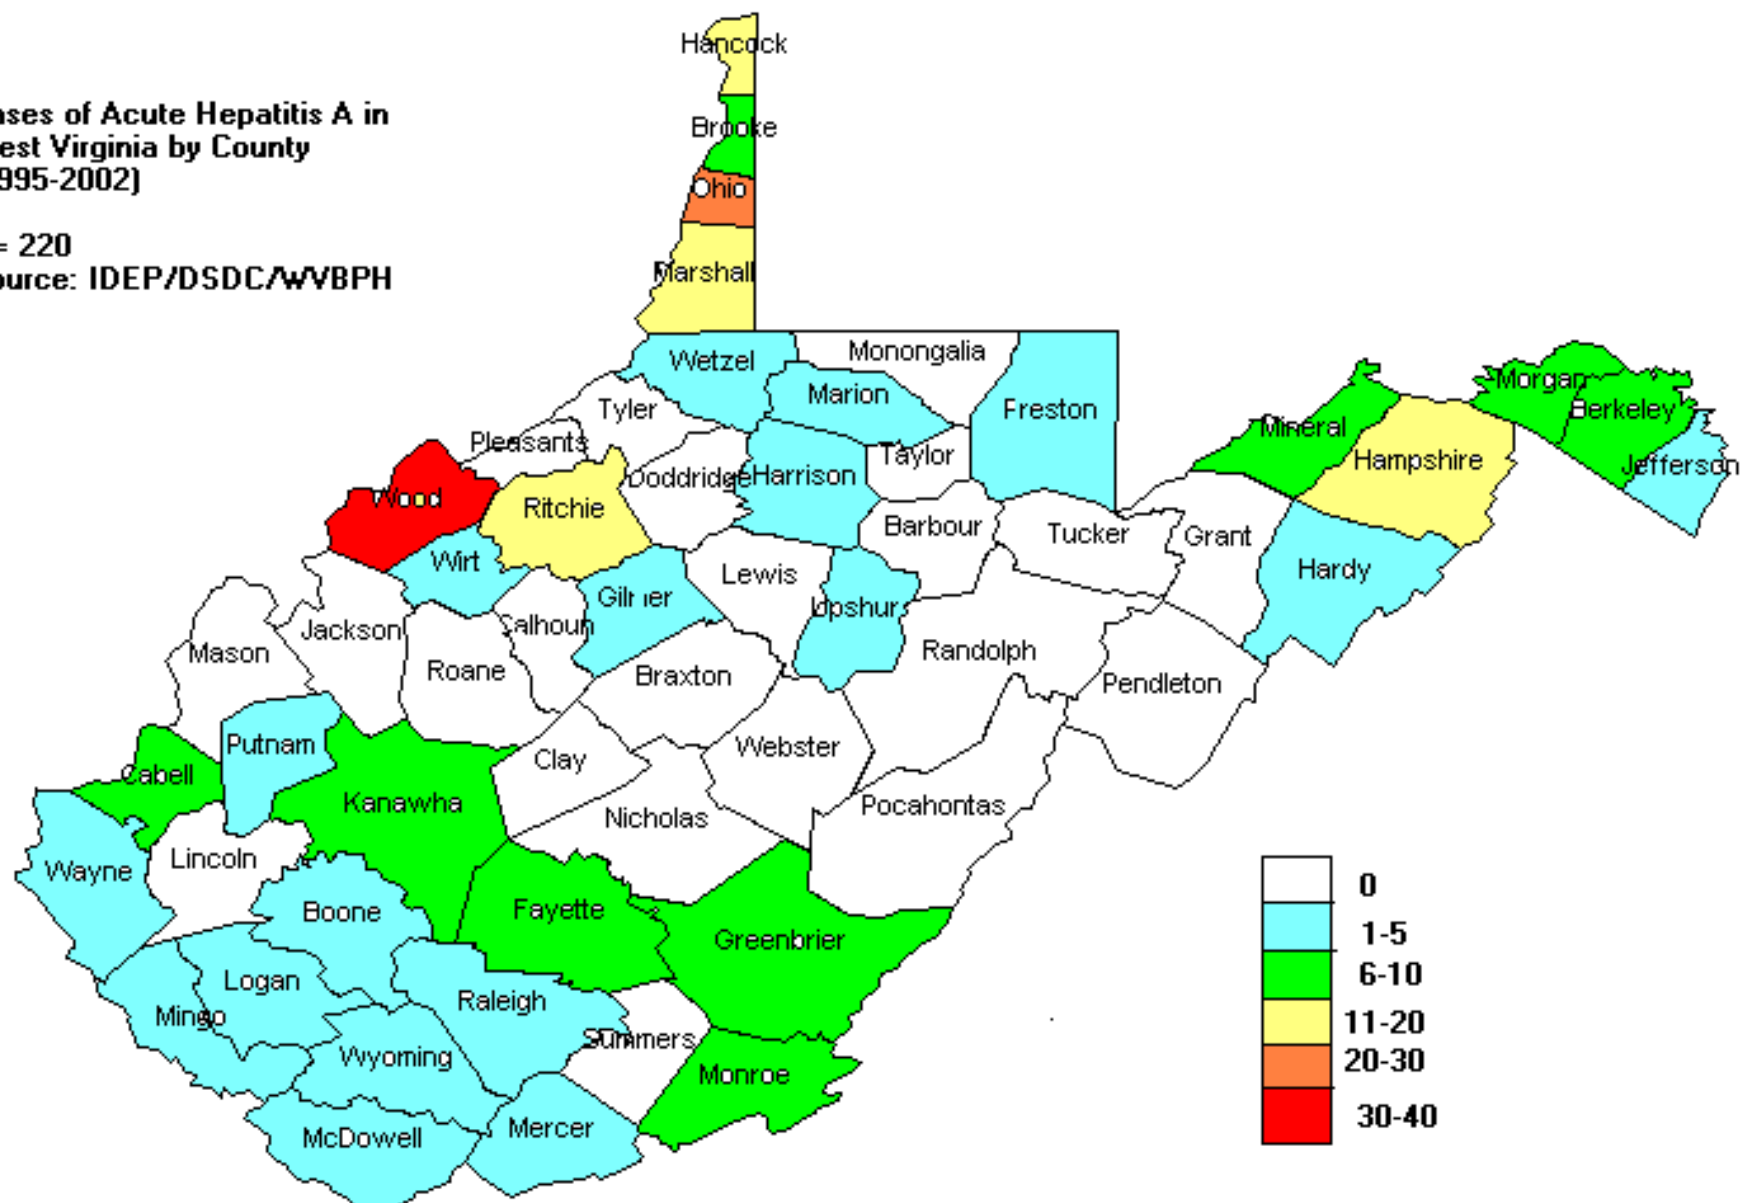 Hancock
ases of Acute Hepatitis A in
est Virginia by County
995-2002)
Brooke
Ohio
= 220
ource: IDEP/DSDC/WVBPH
Marshall
Wetzel
Monongalia
Marion
Freston
Tyler
Pleasants
Taylor
Doddridge
Harrison
Wood
Ritchie
Barbour
Tucker
Grant
Mineral
Morgan
Berkeley
Hampshire
Jefferson
Hardy
Wirt
Lewis
Gilmer
Upshur
Calhoun
Jackson
Mason
Roane
Braxton
Randolph
Pendleton
Putnam
Clay
Webster
Cabell
Kanawha
Nicholas
Pocahontas
Lincoln
Wayne
Boone
Fayette
Greenbrier
Logan
Raleigh
Mingo
Summers
Wyoming
Monroe
McDowell
Mercer
0
1-5
6-10
11-20
20-30
30-40